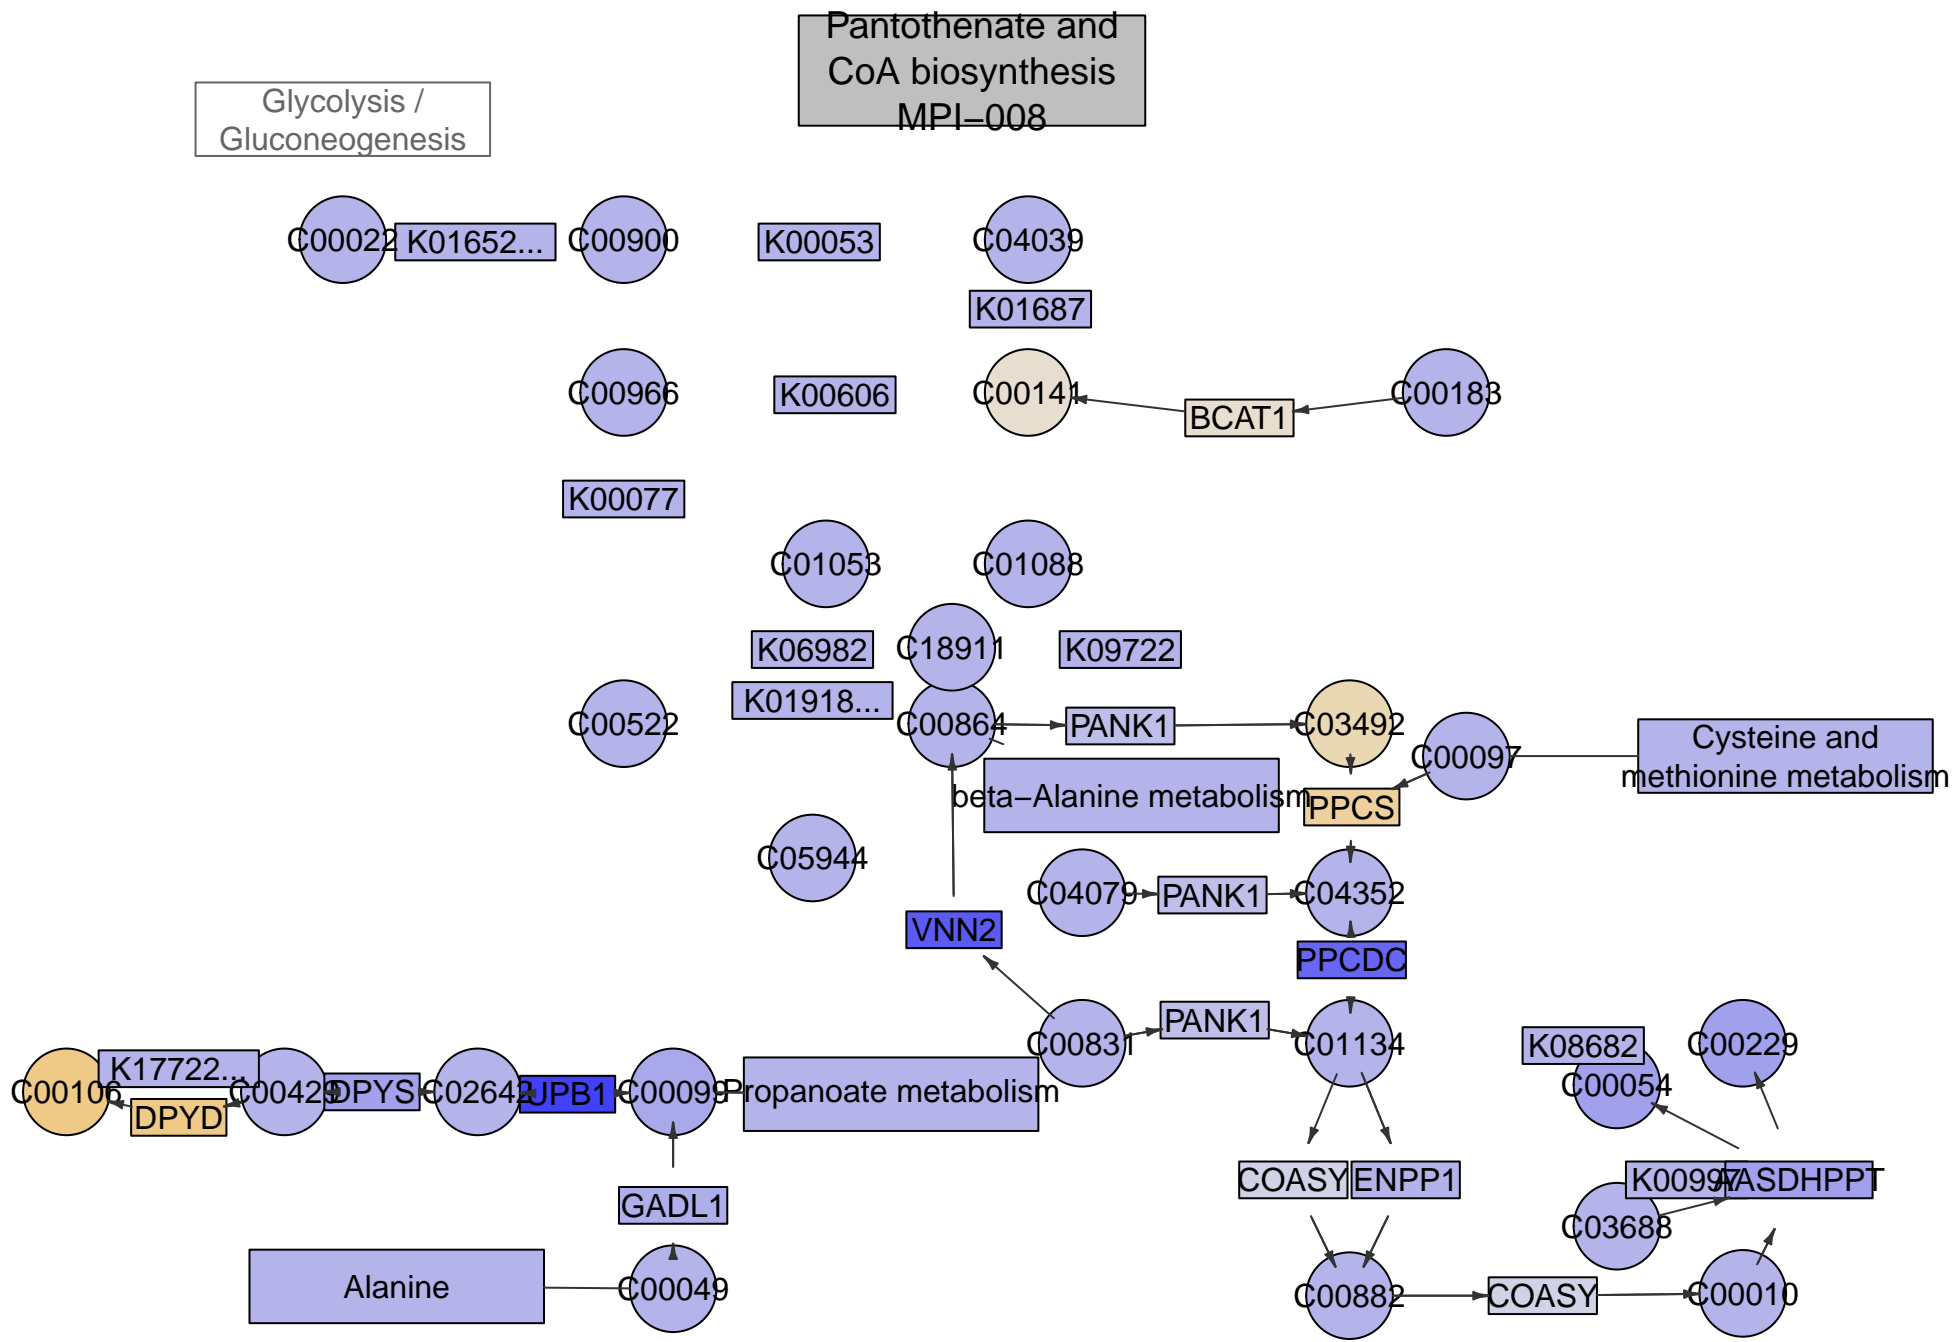 Pantothenate and
CoA biosynthesis
MPI−008
Glycolysis /
Gluconeogenesis
C00022
K01652...
C00900
K00053
C04039
K01687
C00966
K00606
C00141
BCAT1
C00183
K00077
C01053
C01088
K06982
C18911
K09722
K01918...
C00522
C00864
PANK1
C03492
C00097
Cysteine and
methionine metabolism
beta−Alanine metabolism
PPCS
C05944
C04079
PANK1
C04352
VNN2
PPCDC
C00831
PANK1
C01134
K08682
C00229
C00054
C00106
K17722...
DPYD
C00429
DPYS
C02642
UPB1
C00099
Propanoate metabolism
GADL1
COASY
ENPP1
K00997
AASDHPPT
C03688
Alanine
C00049
C00882
COASY
C00010